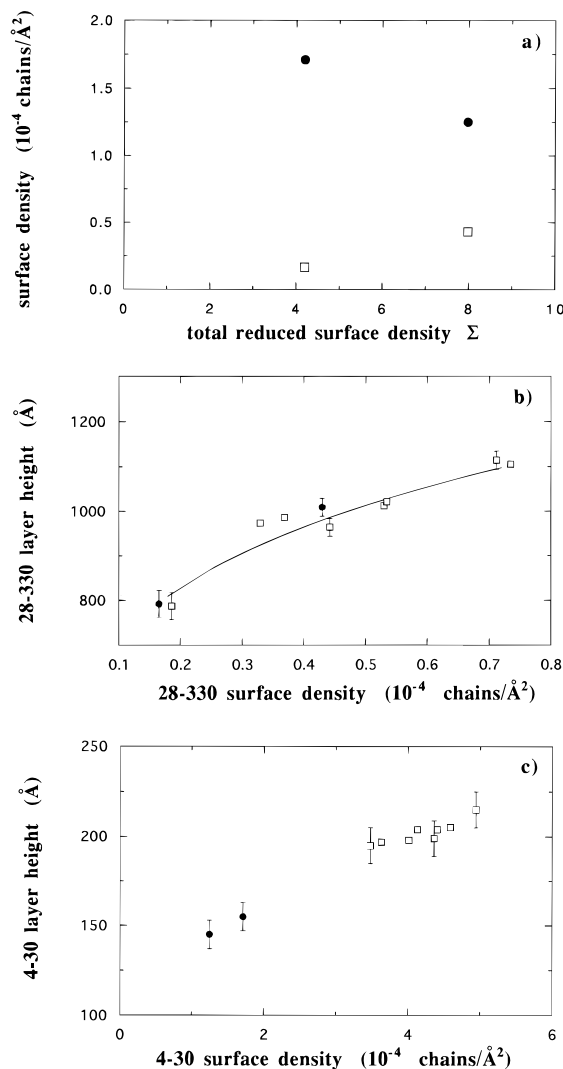 2.0
a)
1.5
1.0
0.5
0.0
0 2 4 6 8 10
surface density (10-4 chains/Å2)
total reduced surface density Σ
b)
1200
1000
800
0.1 0.2 0.3 0.4 0.5 0.6 0.7 0.8
28-330 layer height (Å)
28-330 surface density (10-4 chains/Å2)
250
c)
200
150
100
0 2 4 6
4-30 layer height (Å)
4-30 surface density (10-4 chains/Å2)